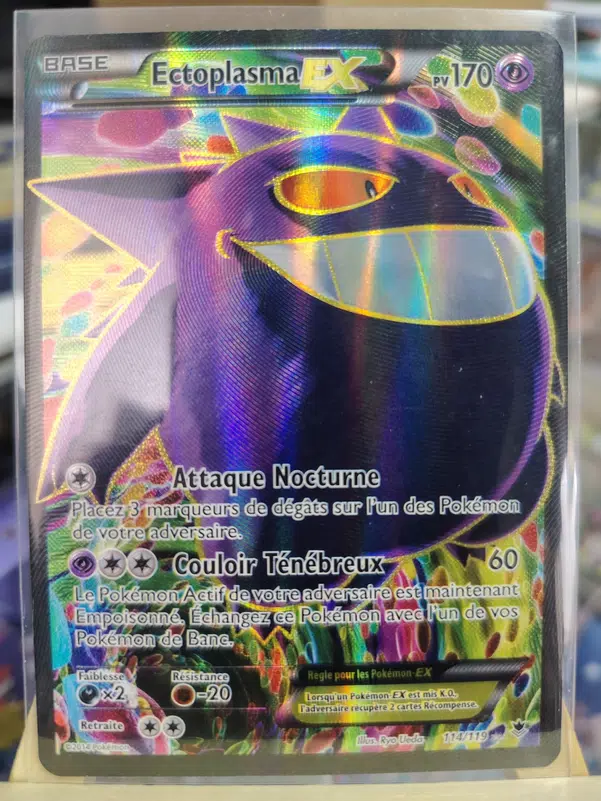 BASE
Ectoplasma EX
PV170
Attaque Nocturne
Placez 3 marqueurs de dégâts sur l'un des Pokémon
de votre adversaire.
Couloir Ténébreux 60
Le Pokémon Actif de votre adversaire est maintenant
Empoisonné. Échangez ce Pokémon avec l'un de vos
Pokémon de Banc.
Faiblesse Résistance
×2 -20
Règle pour les Pokémon-EX
Lorsqu'un Pokémon-EX est mis K.O.,
l'adversaire récupère 2 cartes Récompense.
Retraite
©2014 Pokémon
Illus. Ryo Ueda
114/119